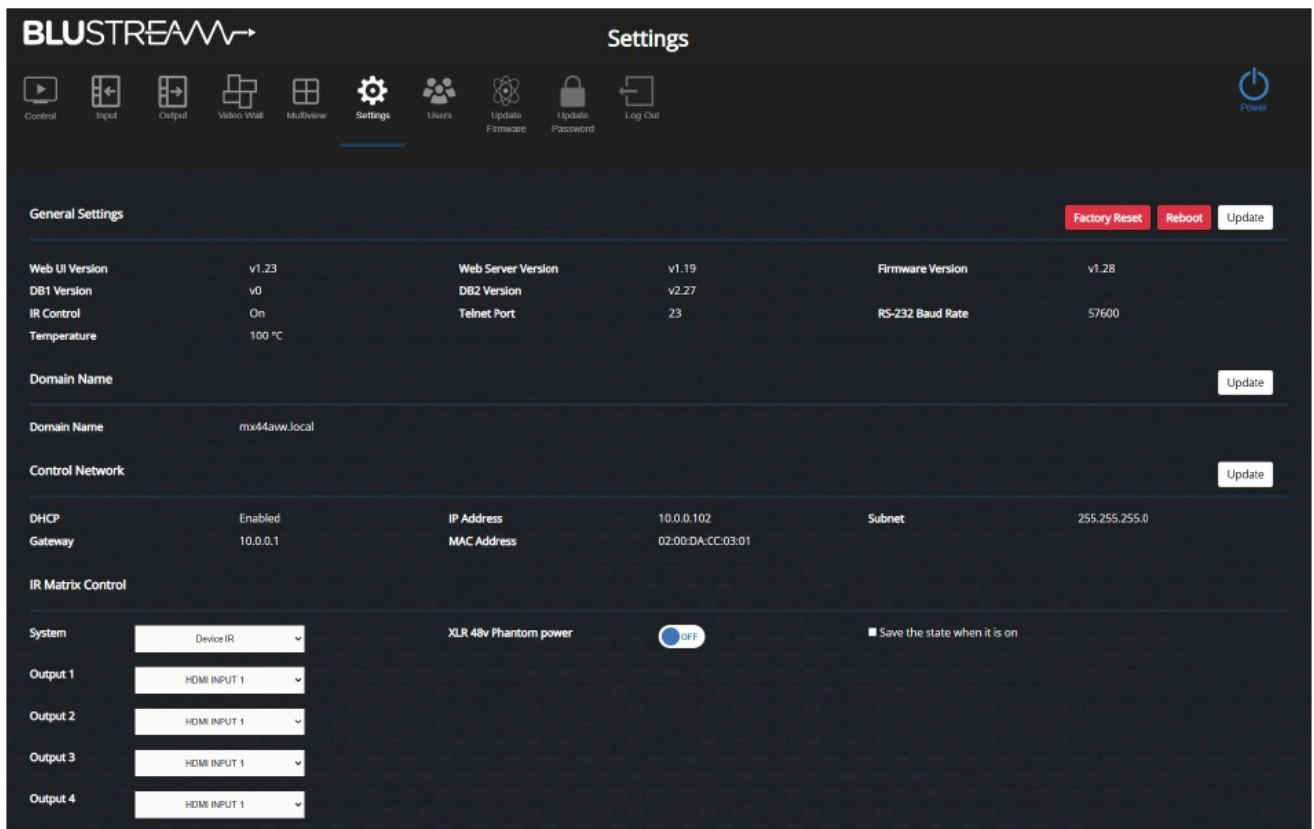 BLUSTREAM
Settings
Control Input Output Video Wall Multiview Settings Users Update Firmware Update Password Log Out Power
General Settings Factory Reset Reboot Update
Web UI Version v1.23 Web Server Version v1.19 Firmware Version v1.28
DB1 Version v0 DB2 Version v2.27
IR Control On Telnet Port 23 RS-232 Baud Rate 57600
Temperature 100 °C
Domain Name Update
Domain Name mx44avw.local
Control Network Update
DHCP Enabled IP Address 10.0.0.102 Subnet 255.255.255.0
Gateway 10.0.0.1 MAC Address 02:00:DA:CC:03:01
IR Matrix Control
System Device IR XLR 48v Phantom power OFF Save the state when it is on
Output 1 HDMI INPUT 1
Output 2 HDMI INPUT 1
Output 3 HDMI INPUT 1
Output 4 HDMI INPUT 1